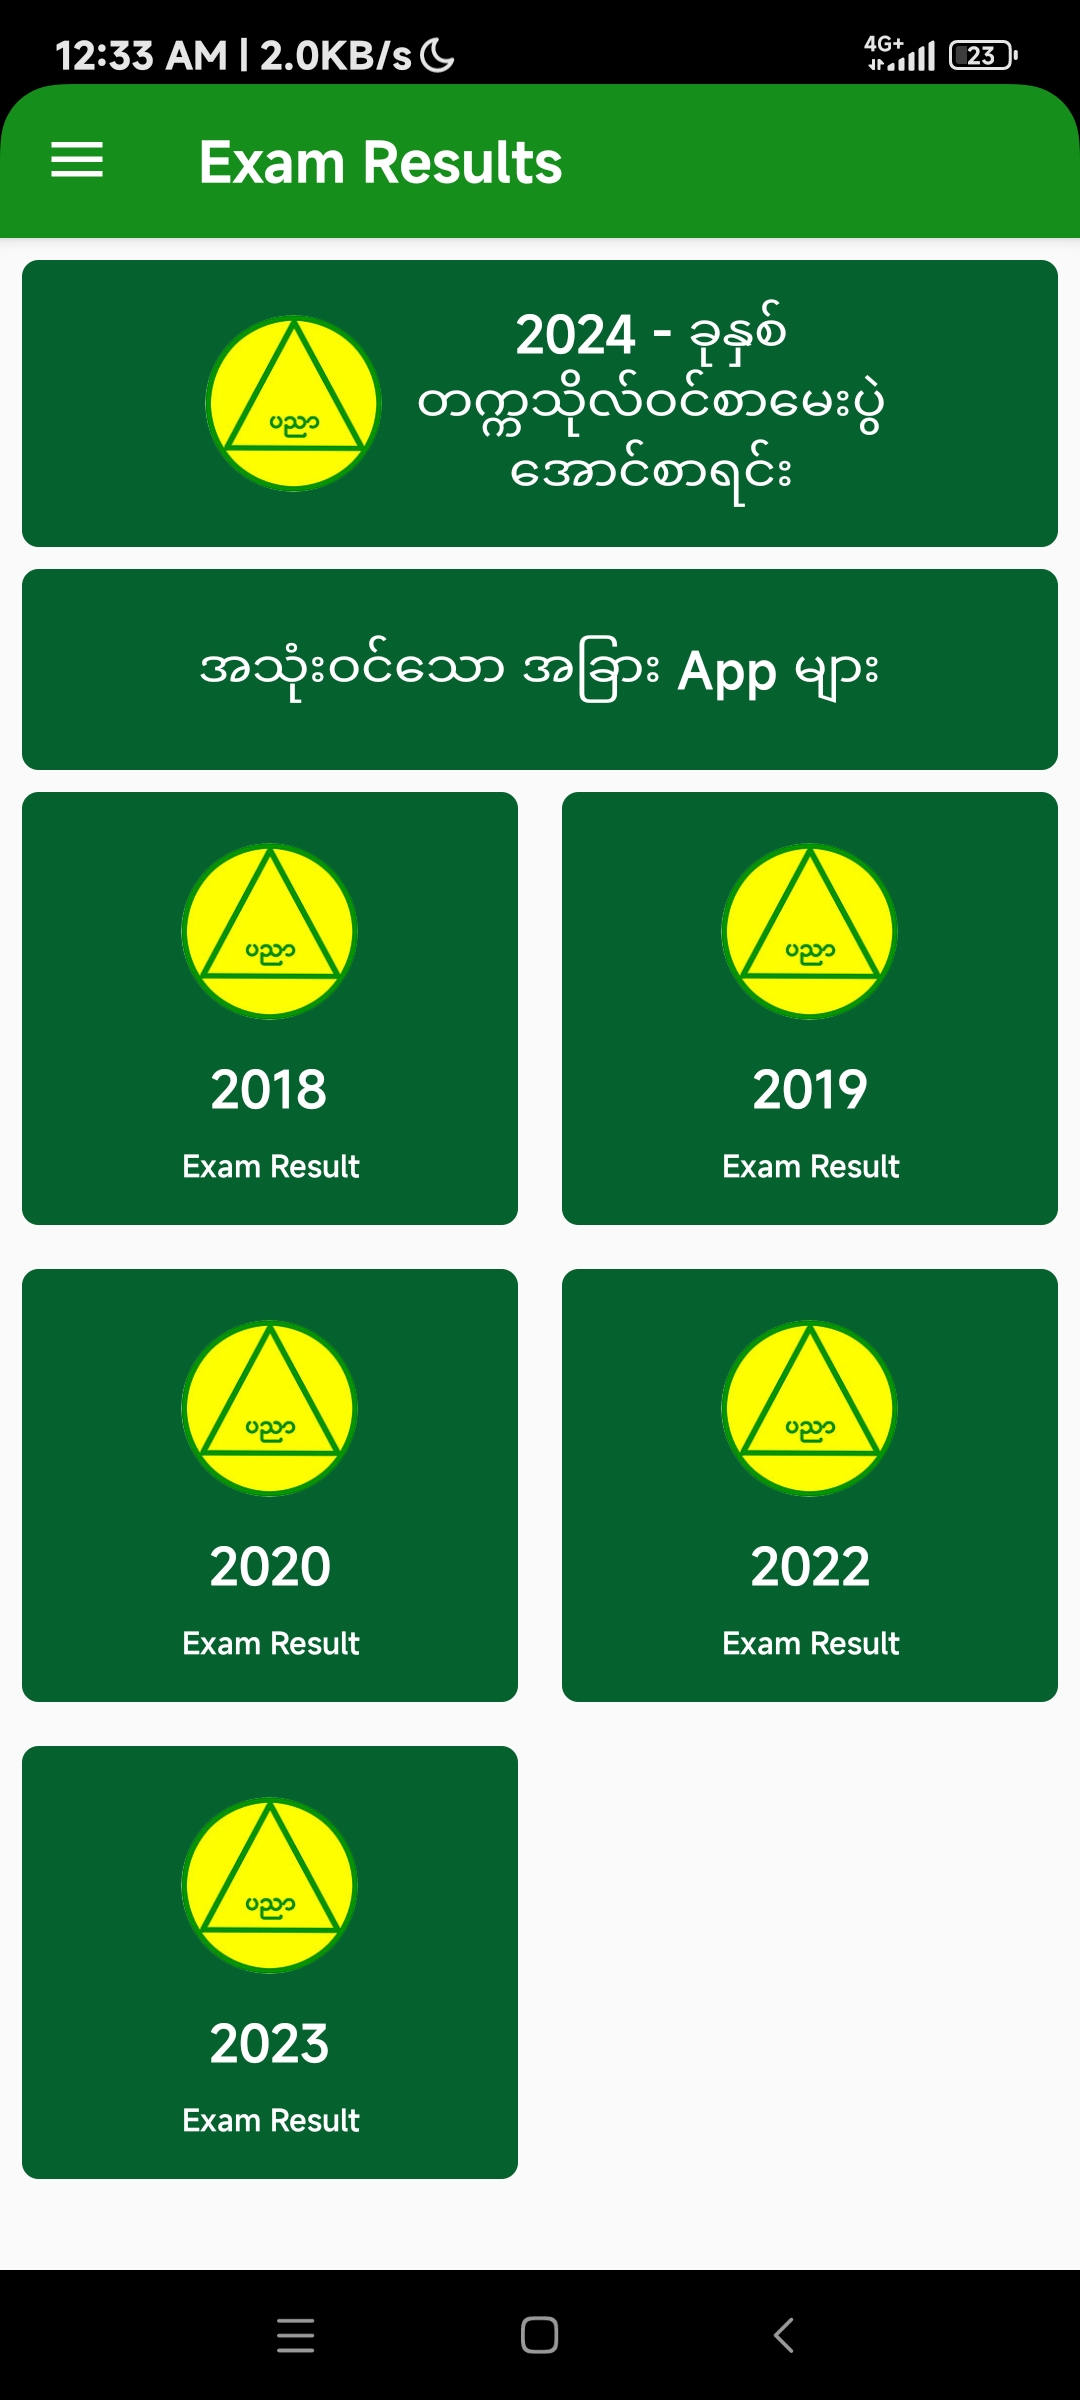 12:33 AM | 2.0KB/s
4G+
23
Exam Results
ပညာ
2024 - ခုနှစ်
တက္ကသိုလ်ဝင်စာမေးပွဲ
အောင်စာရင်း
အသုံးဝင်သော အခြား App များ
ပညာ
2018
Exam Result
ပညာ
2019
Exam Result
ပညာ
2020
Exam Result
ပညာ
2022
Exam Result
ပညာ
2023
Exam Result